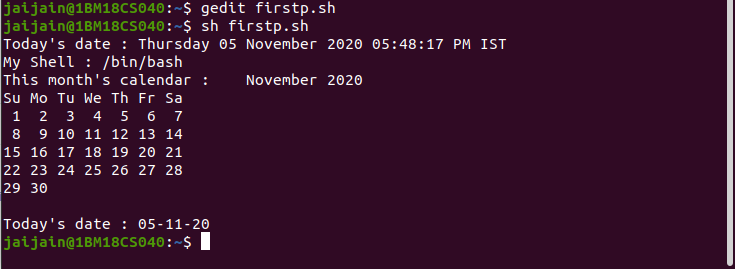 jaijain@1BM18CS040:~$ gedit firstp.sh
jaijain@1BM18CS040:~$ sh firstp.sh
Today's date : Thursday 05 November 2020 05:48:17 PM IST
My Shell : /bin/bash
This month's calendar :    November 2020
Su Mo Tu We Th Fr Sa
 1  2  3  4  5  6  7
 8  9 10 11 12 13 14
15 16 17 18 19 20 21
22 23 24 25 26 27 28
29 30
Today's date : 05-11-20
jaijain@1BM18CS040:~$